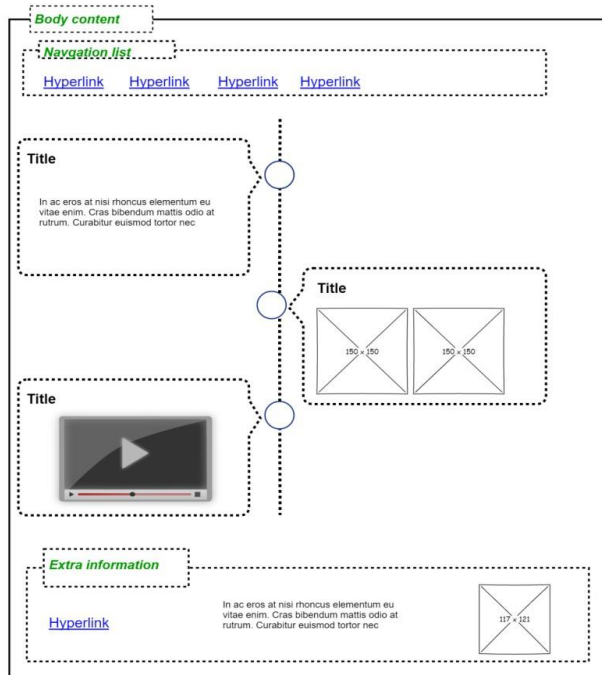 Body content
Navgation list
Hyperlink Hyperlink Hyperlink Hyperlink
Title
In ac eros at nisi rhoncus elementum eu
vitae enim. Cras bibendum mattis odio at
rutrum. Curabitur euismod tortor nec
Title
150 × 150 150 × 150
Title
Extra information
Hyperlink
In ac eros at nisi rhoncus elementum eu
vitae enim. Cras bibendum mattis odio at
rutrum. Curabitur euismod tortor nec
117 × 121